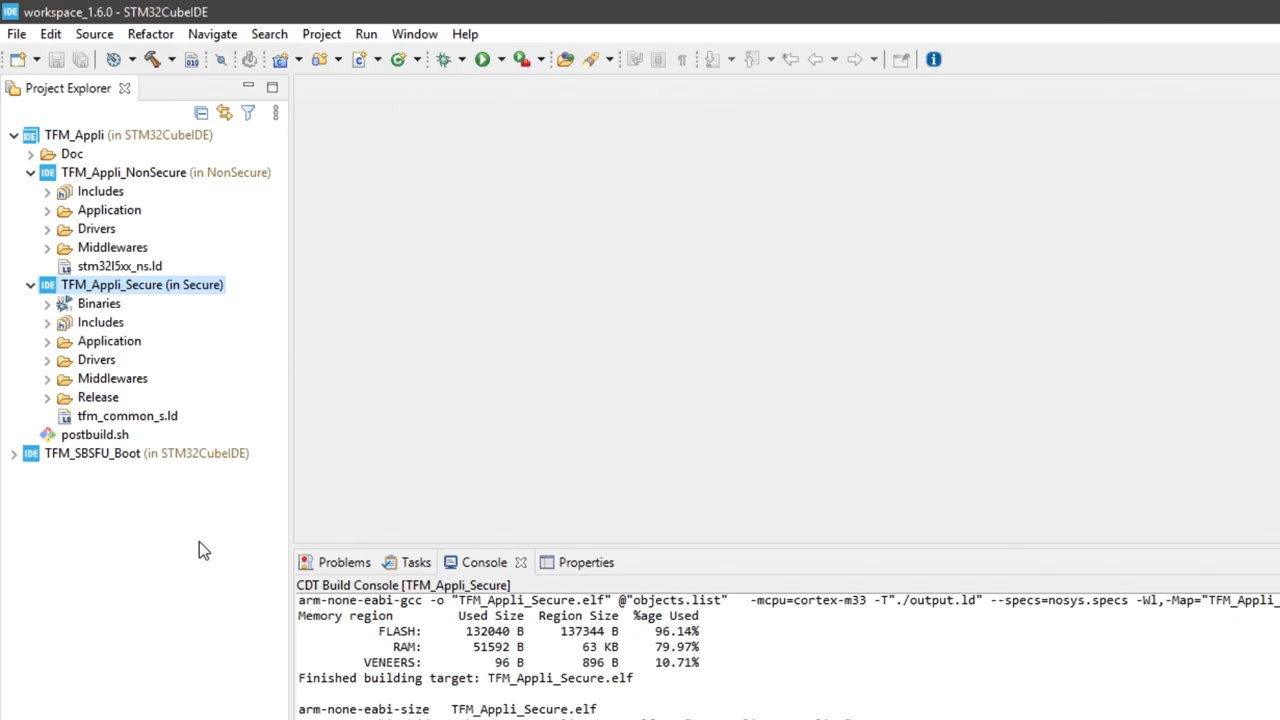 IDE workspace_1.6.0 - STM32CubeIDE
File Edit Source Refactor Navigate Search Project Run Window Help
Project Explorer
TFM_Appli (in STM32CubeIDE)
Doc
TFM_Appli_NonSecure (in NonSecure)
Includes
Application
Drivers
Middlewares
stm32l5xx_ns.ld
TFM_Appli_Secure (in Secure)
Binaries
Includes
Application
Drivers
Middlewares
Release
tfm_common_s.ld
postbuild.sh
TFM_SBSFU_Boot (in STM32CubeIDE)
Problems Tasks Console Properties
CDT Build Console [TFM_Appli_Secure]
arm-none-eabi-gcc -o "TFM_Appli_Secure.elf" @"objects.list" -mcpu=cortex-m33 -T"./output.ld" --specs=nosys.specs -Wl,-Map="TFM_Appli_
Memory region Used Size Region Size %age Used
FLASH: 132040 B 137344 B 96.14%
RAM: 51592 B 63 KB 79.97%
VENEERS: 96 B 896 B 10.71%
Finished building target: TFM_Appli_Secure.elf
arm-none-eabi-size TFM_Appli_Secure.elf